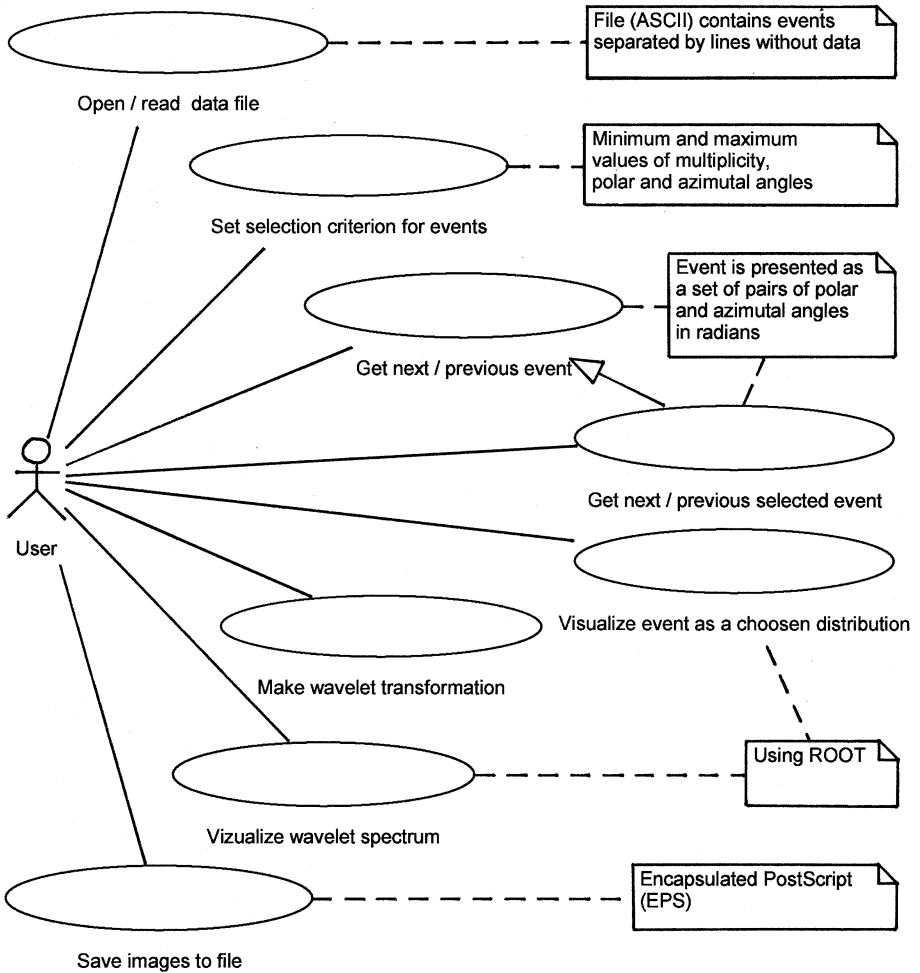 File (ASCII) contains events
separated by lines without data
Open / read data file
Minimum and maximum
values of multiplicity,
polar and azimutal angles
Set selection criterion for events
Event is presented as
a set of pairs of polar
and azimutal angles
in radians
Get next / previous event
Get next / previous selected event
User
Visualize event as a choosen distribution
Make wavelet transformation
Using ROOT
Vizualize wavelet spectrum
Encapsulated PostScript
(EPS)
Save images to file